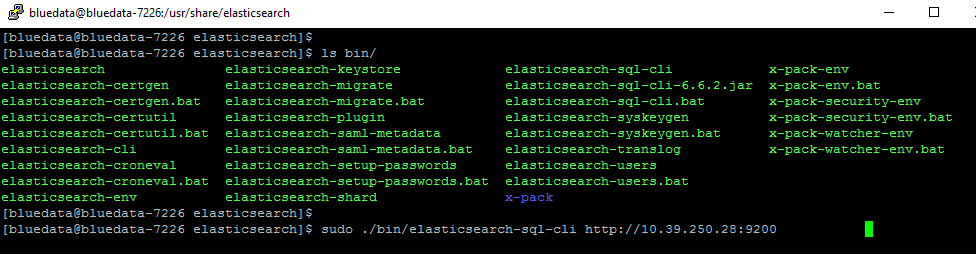 bluedata@bluedata-7226:/usr/share/elasticsearch
[bluedata@bluedata-7226 elasticsearch]$
[bluedata@bluedata-7226 elasticsearch]$ ls bin/
elasticsearch elasticsearch-keystore elasticsearch-sql-cli x-pack-env
elasticsearch-certgen elasticsearch-migrate elasticsearch-sql-cli-6.6.2.jar x-pack-env.bat
elasticsearch-certgen.bat elasticsearch-migrate.bat elasticsearch-sql-cli.bat x-pack-security-env
elasticsearch-certutil elasticsearch-plugin elasticsearch-syskeygen x-pack-security-env.bat
elasticsearch-certutil.bat elasticsearch-saml-metadata elasticsearch-syskeygen.bat x-pack-watcher-env
elasticsearch-cli elasticsearch-saml-metadata.bat elasticsearch-translog x-pack-watcher-env.bat
elasticsearch-croneval elasticsearch-setup-passwords elasticsearch-users
elasticsearch-croneval.bat elasticsearch-setup-passwords.bat elasticsearch-users.bat
elasticsearch-env elasticsearch-shard x-pack
[bluedata@bluedata-7226 elasticsearch]$
[bluedata@bluedata-7226 elasticsearch]$ sudo ./bin/elasticsearch-sql-cli http://10.39.250.28:9200